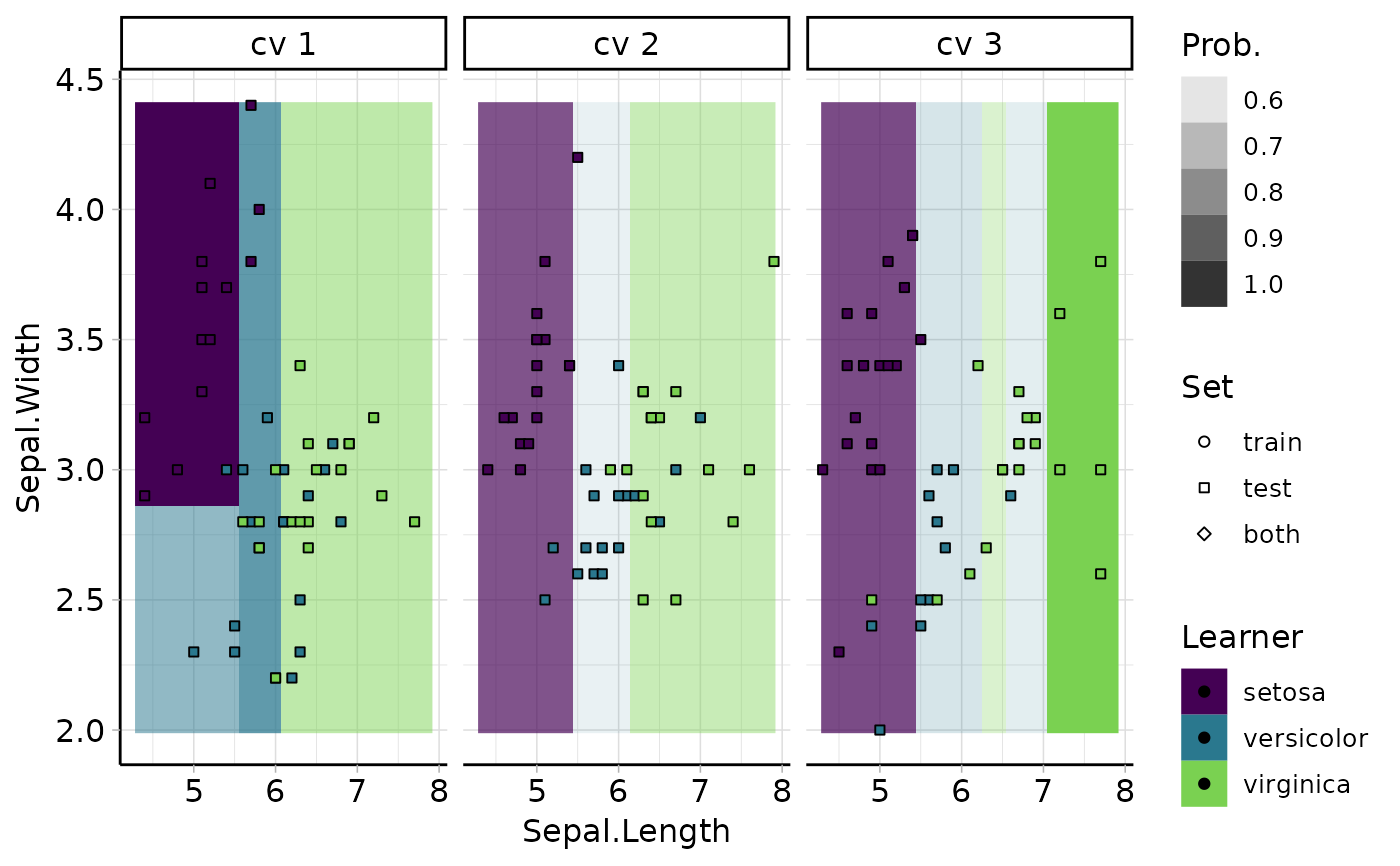 cv 1
cv 2
cv 3
4.5
4.0
3.5
3.0
2.5
2.0
Sepal.Width
5 6 7 8
5 6 7 8
5 6 7 8
Sepal.Length
Prob.
0.6
0.7
0.8
0.9
1.0
Set
train
test
both
Learner
setosa
versicolor
virginica